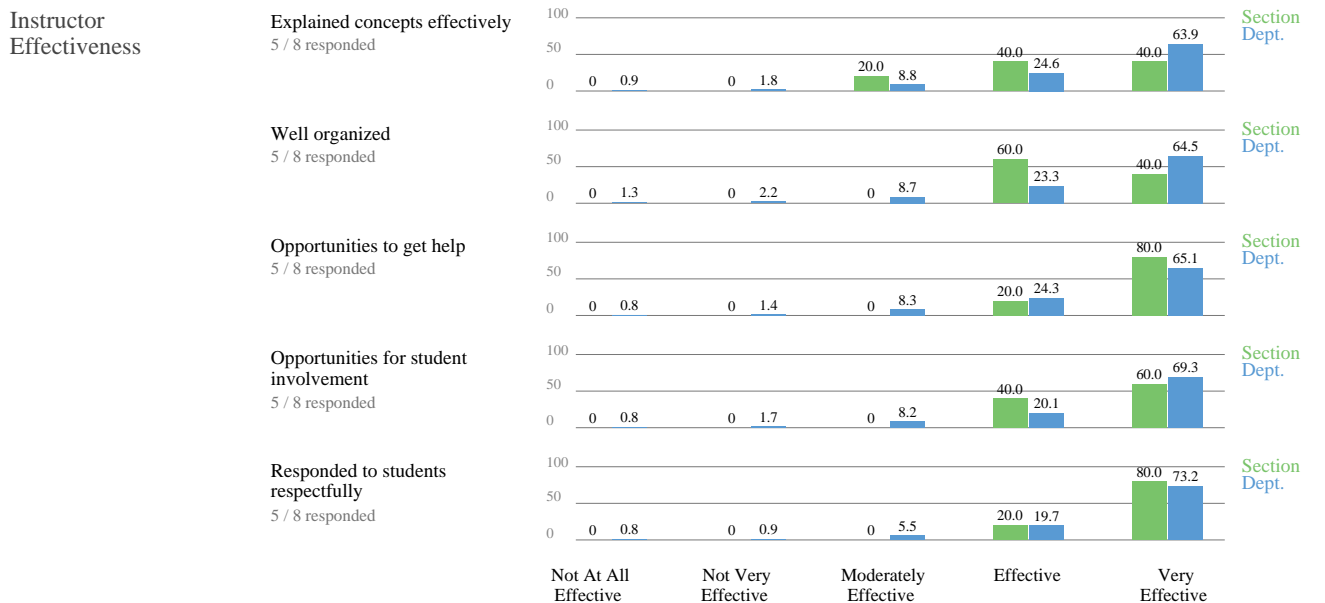 Instructor
Effectiveness
Explained concepts effectively
5 / 8 responded
100
50
0
0 0.9 0 1.8 20.0 8.8 40.0 24.6 40.0 63.9
Section
Dept.
Well organized
5 / 8 responded
100
50
0
0 1.3 0 2.2 0 8.7 60.0 23.3 40.0 64.5
Section
Dept.
Opportunities to get help
5 / 8 responded
100
50
0
0 0.8 0 1.4 0 8.3 20.0 24.3 80.0 65.1
Section
Dept.
Opportunities for student
involvement
5 / 8 responded
100
50
0
0 0.8 0 1.7 0 8.2 40.0 20.1 60.0 69.3
Section
Dept.
Responded to students
respectfully
5 / 8 responded
100
50
0
0 0.8 0 0.9 0 5.5 20.0 19.7 80.0 73.2
Section
Dept.
Not At All
Effective
Not Very
Effective
Moderately
Effective
Effective
Very
Effective